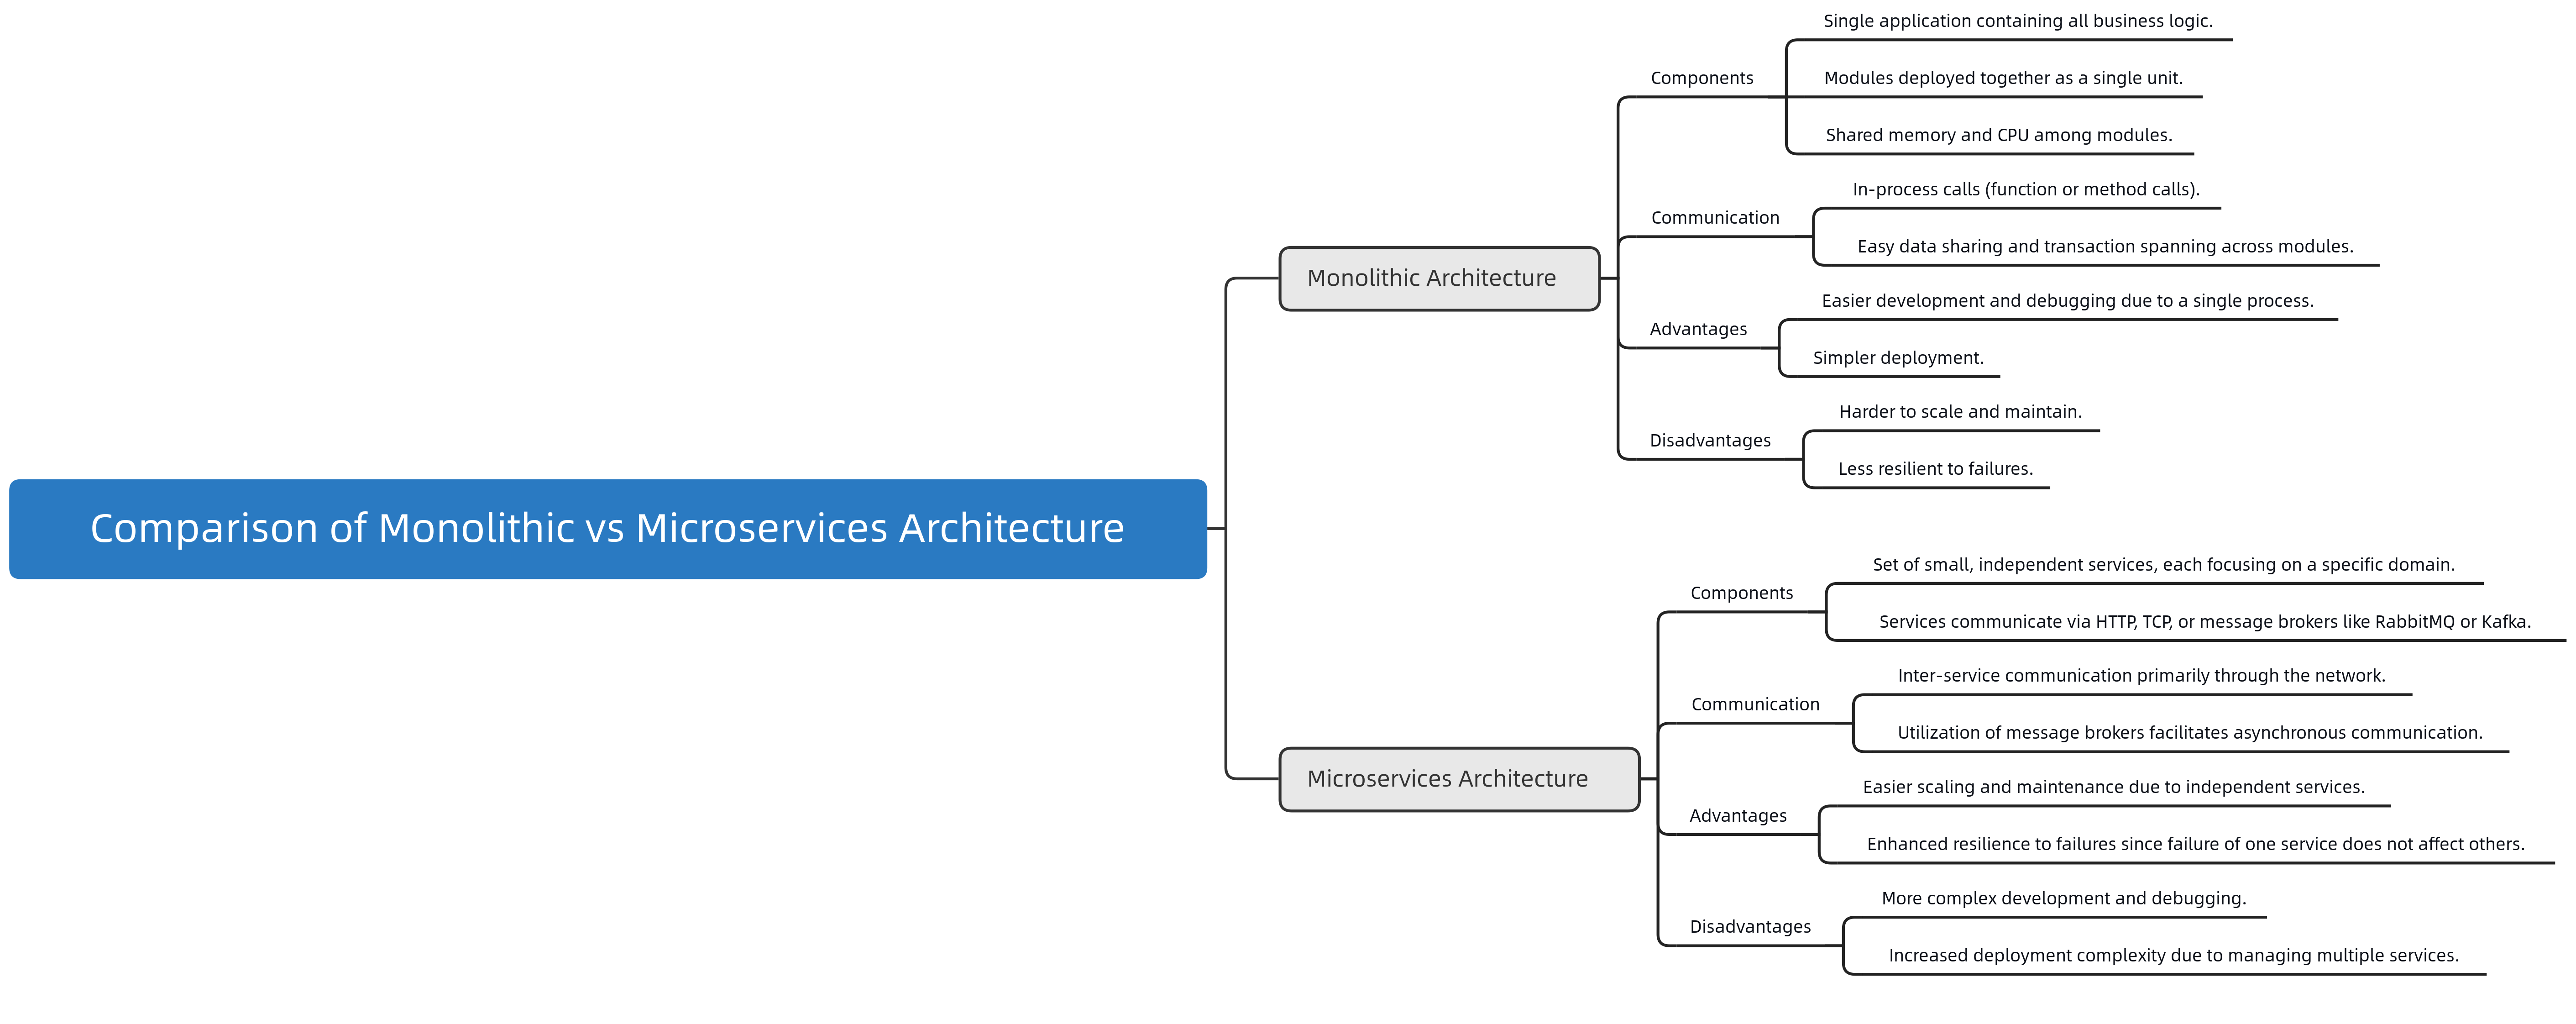 Comparison of Monolithic vs Microservices Architecture
Monolithic Architecture
Components
Single application containing all business logic.
Modules deployed together as a single unit.
Shared memory and CPU among modules.
Communication
In-process calls (function or method calls).
Easy data sharing and transaction spanning across modules.
Advantages
Easier development and debugging due to a single process.
Simpler deployment.
Disadvantages
Harder to scale and maintain.
Less resilient to failures.
Microservices Architecture
Components
Set of small, independent services, each focusing on a specific domain.
Services communicate via HTTP, TCP, or message brokers like RabbitMQ or Kafka.
Communication
Inter-service communication primarily through the network.
Utilization of message brokers facilitates asynchronous communication.
Advantages
Easier scaling and maintenance due to independent services.
Enhanced resilience to failures since failure of one service does not affect others.
Disadvantages
More complex development and debugging.
Increased deployment complexity due to managing multiple services.